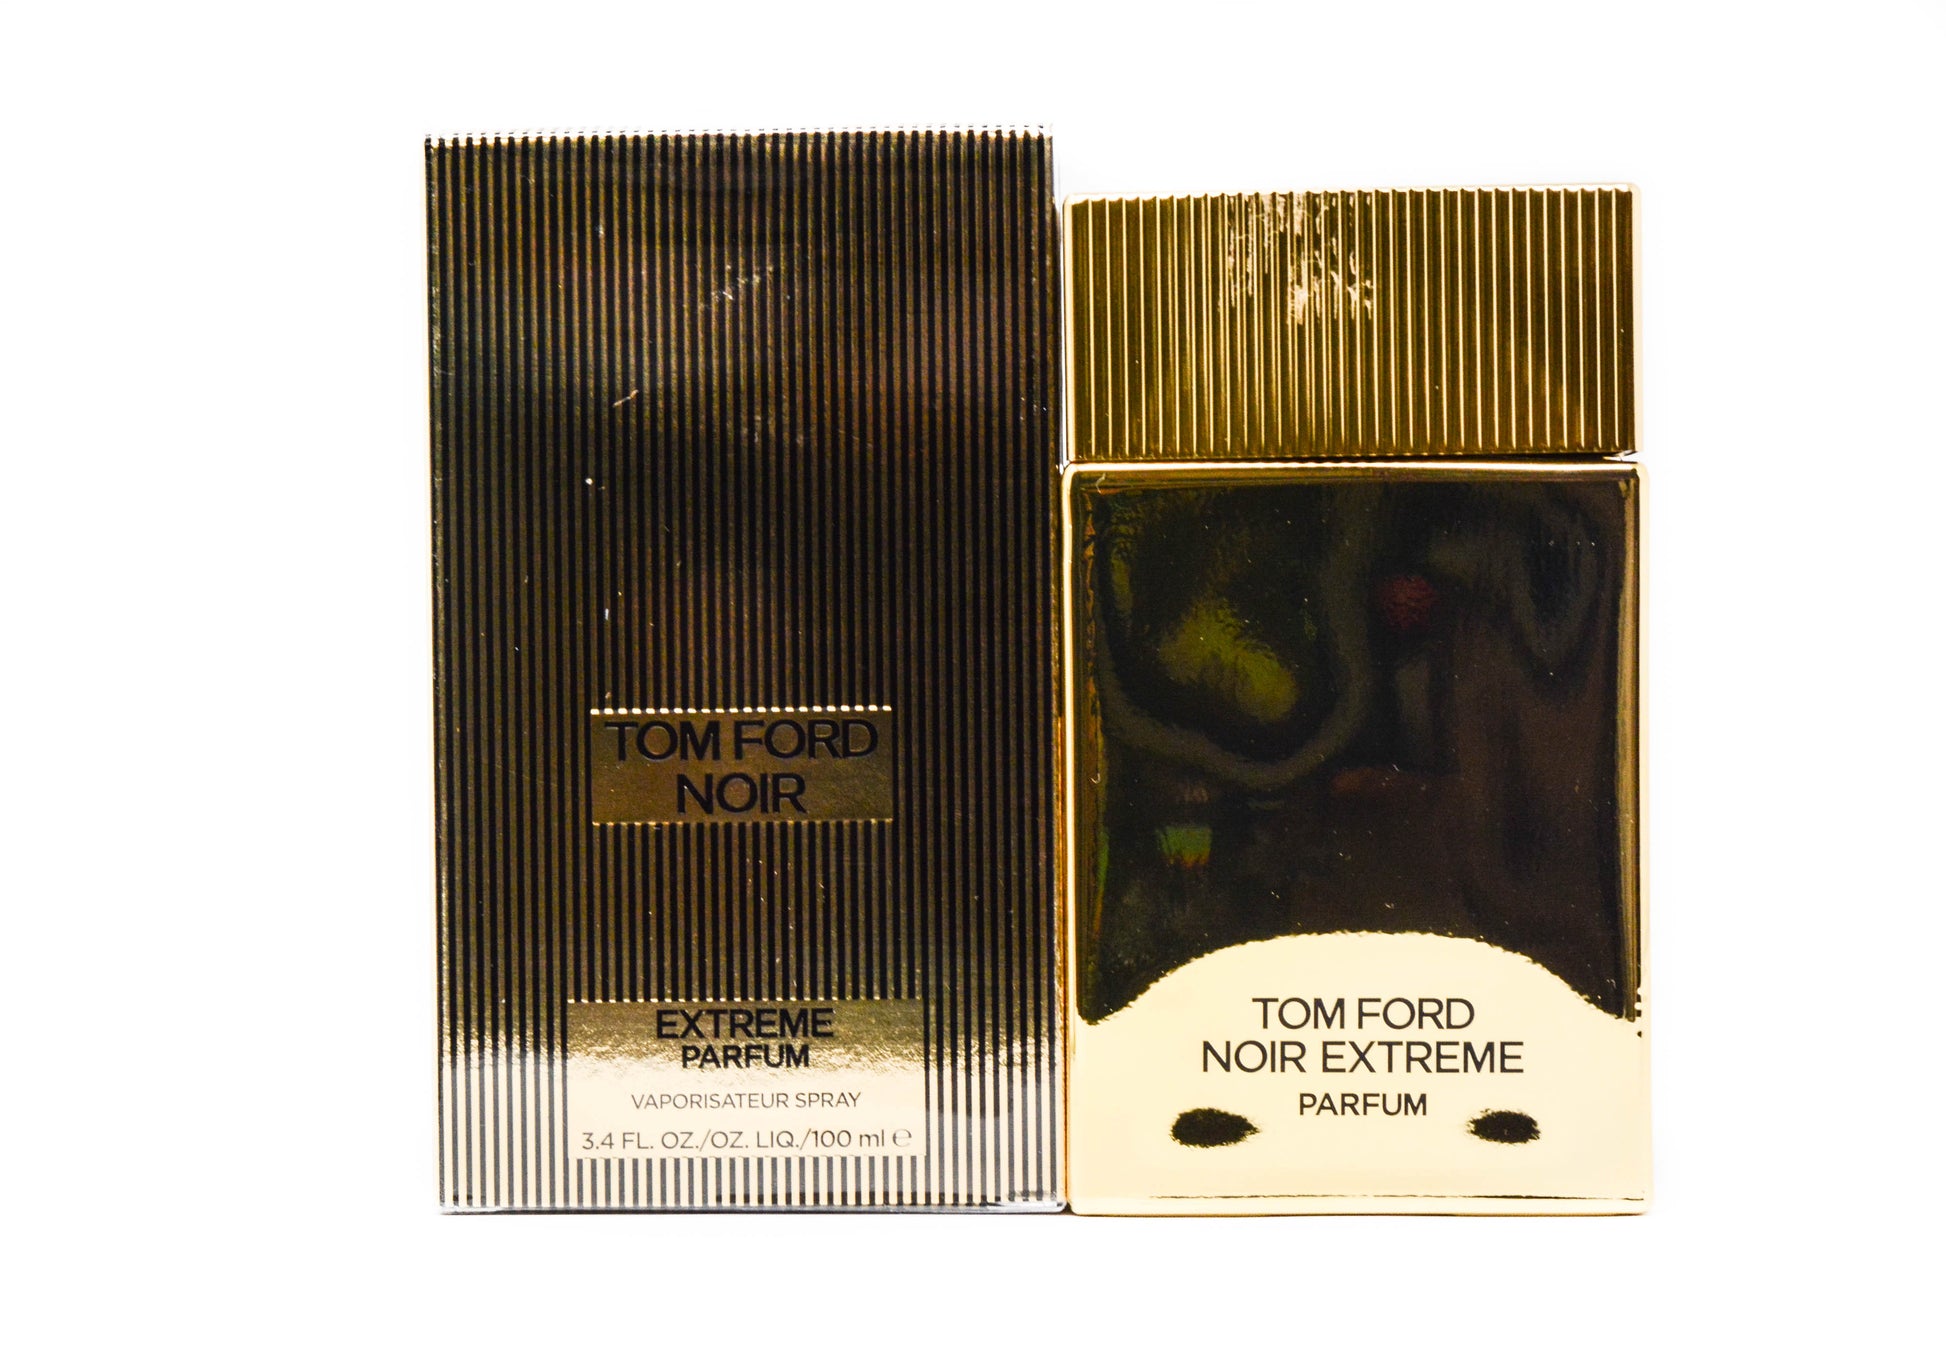 TOM FORD
NOIR
EXTREME
PARFUM
VAPORISATEUR SPRAY
3.4 FL. OZ./OZ. LIQ./100 ml ℮
TOM FORD
NOIR EXTREME
PARFUM